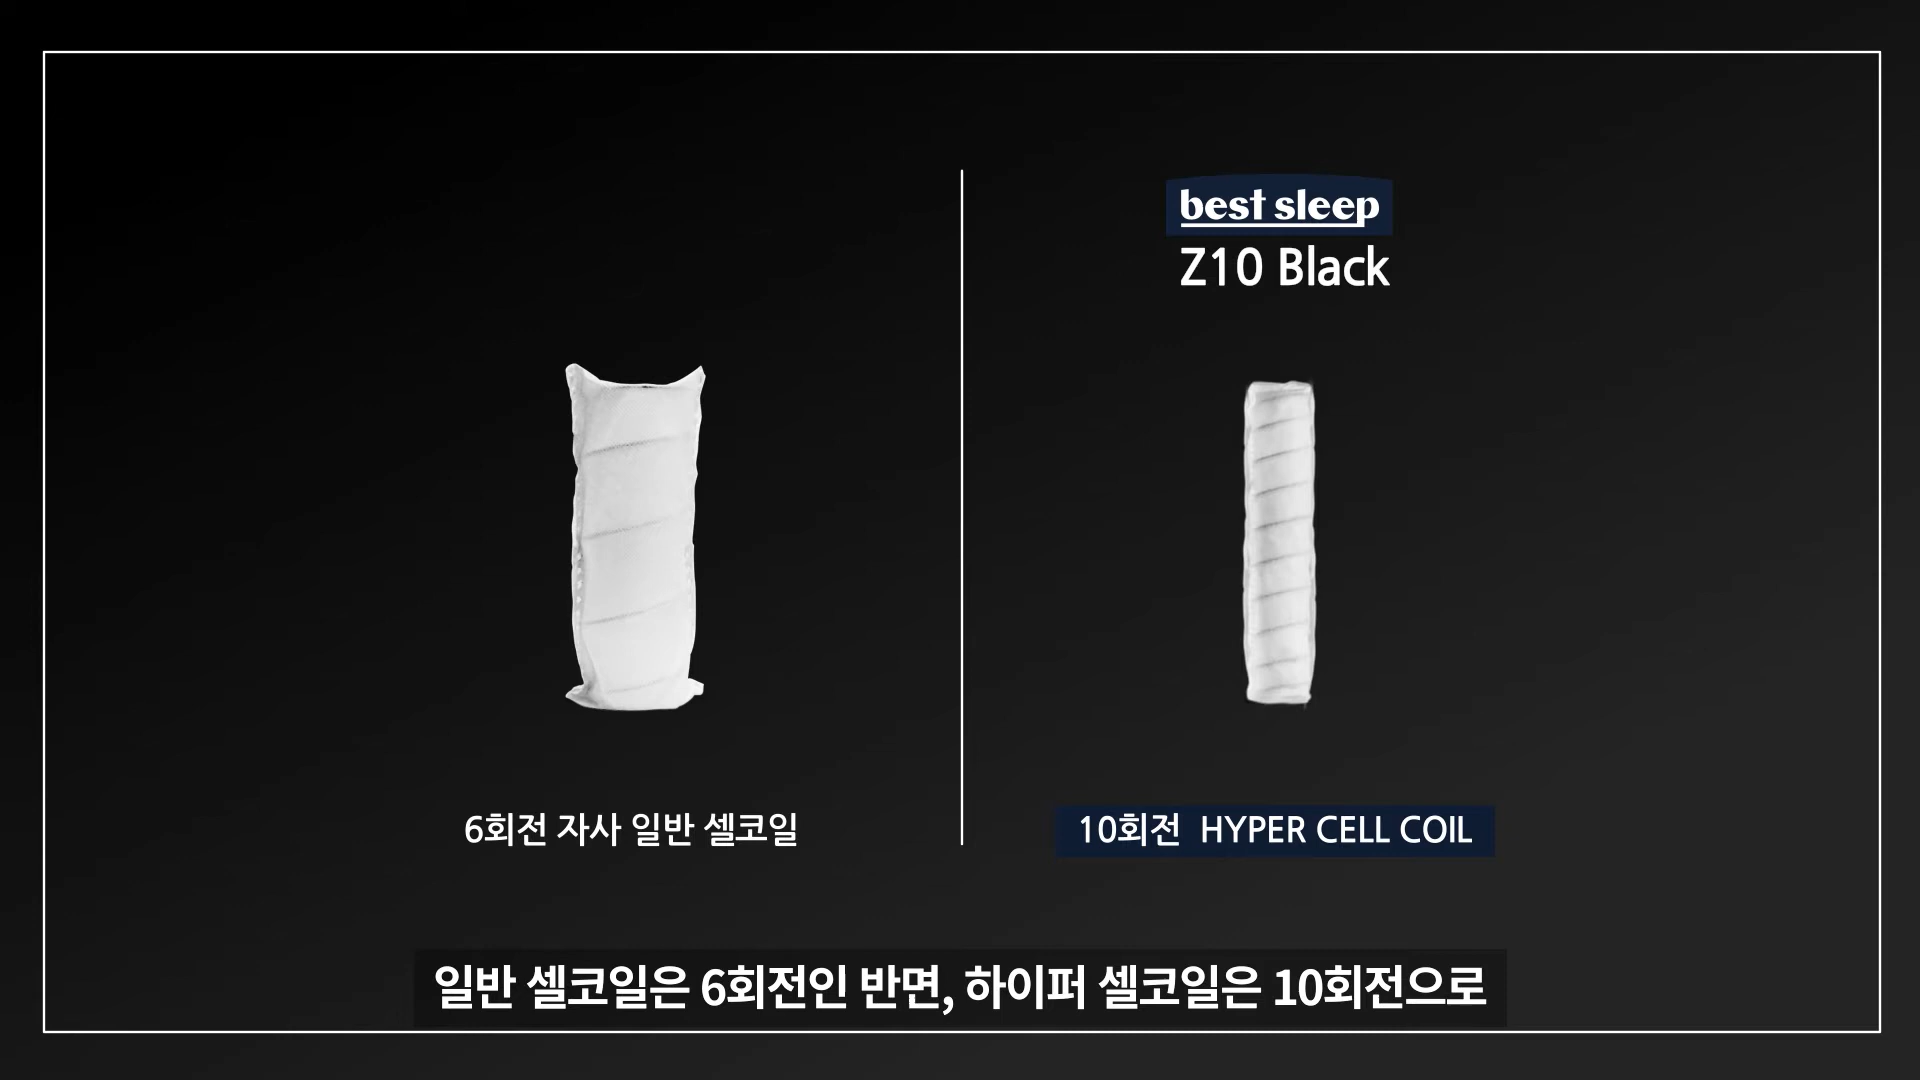 best sleep
Z10 Black
6회전 자사 일반 셀코일
10회전 HYPER CELL COIL
일반 셀코일은 6회전인 반면, 하이퍼 셀코일은 10회전으로